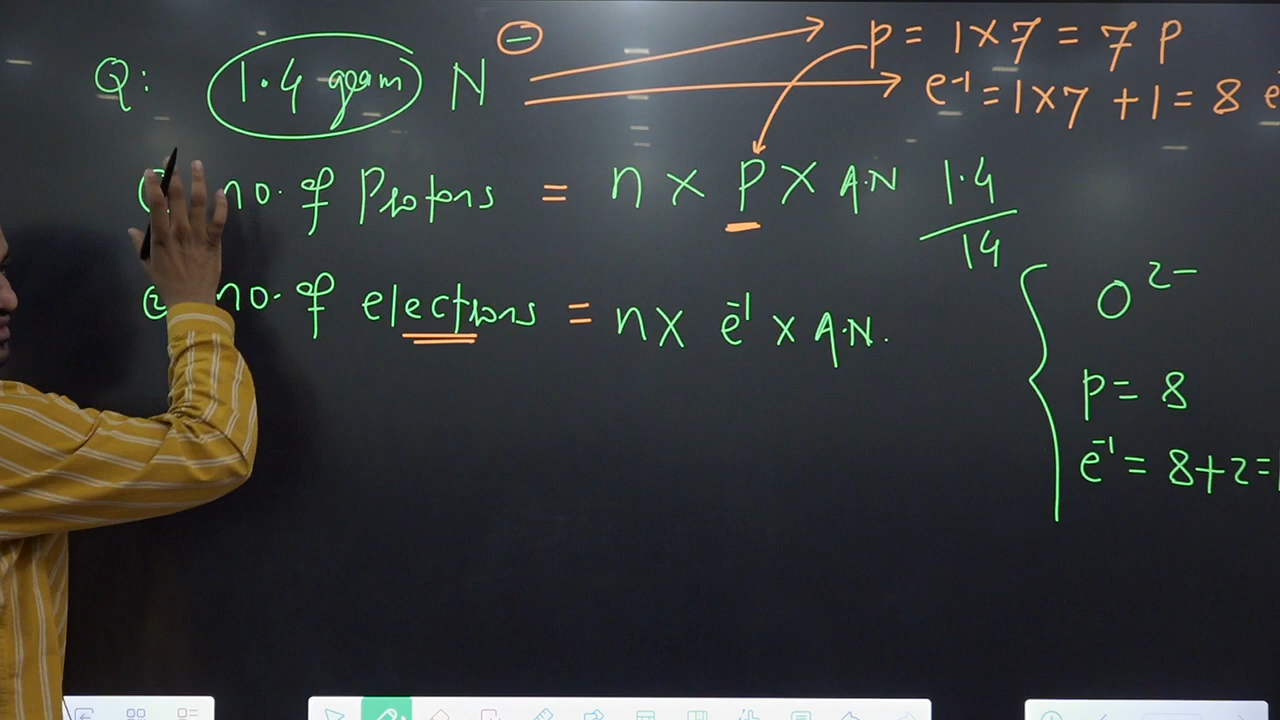 Q: 1.4 gram N⁻
p = 1×7 = 7 P
e⁻¹ = 1×7 +1 = 8 e
no. of Protons = n × P × A.N 1.4/14
no. of electrons = n× e⁻¹ × A.N.
O²⁻
p = 8
e⁻¹ = 8+2=